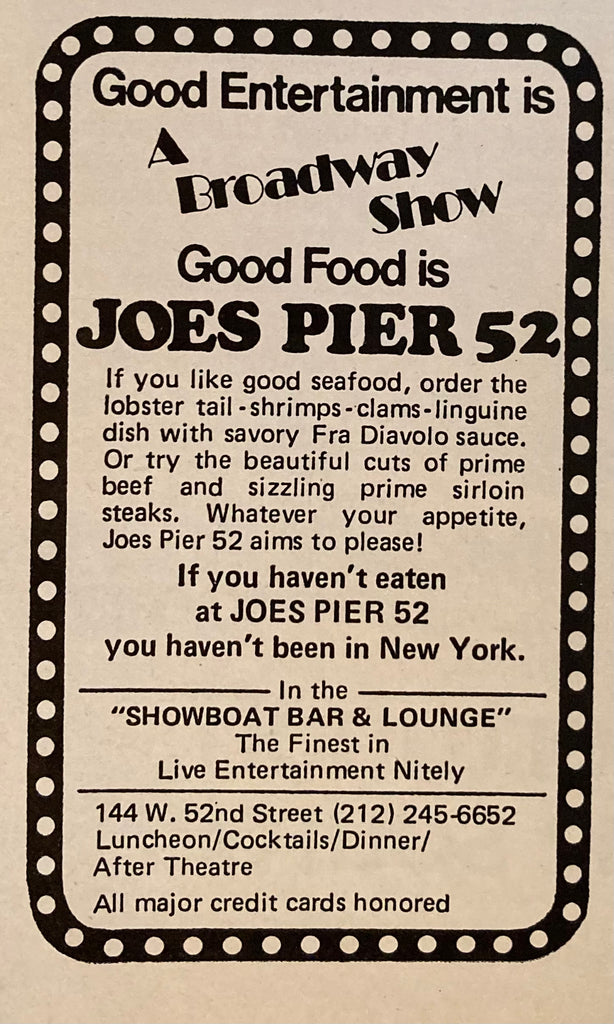 Good Entertainment is
A
Broadway
Show
Good Food is
JOES PIER 52
If you like good seafood, order the
lobster tail-shrimps-clams-linguine
dish with savory Fra Diavolo sauce.
Or try the beautiful cuts of prime
beef and sizzling prime sirloin
steaks. Whatever your appetite,
Joes Pier 52 aims to please!
If you haven't eaten
at JOES PIER 52
you haven't been in New York.
In the
"SHOWBOAT BAR & LOUNGE"
The Finest in
Live Entertainment Nitely
144 W. 52nd Street (212) 245-6652
Luncheon/Cocktails/Dinner/
After Theatre
All major credit cards honored